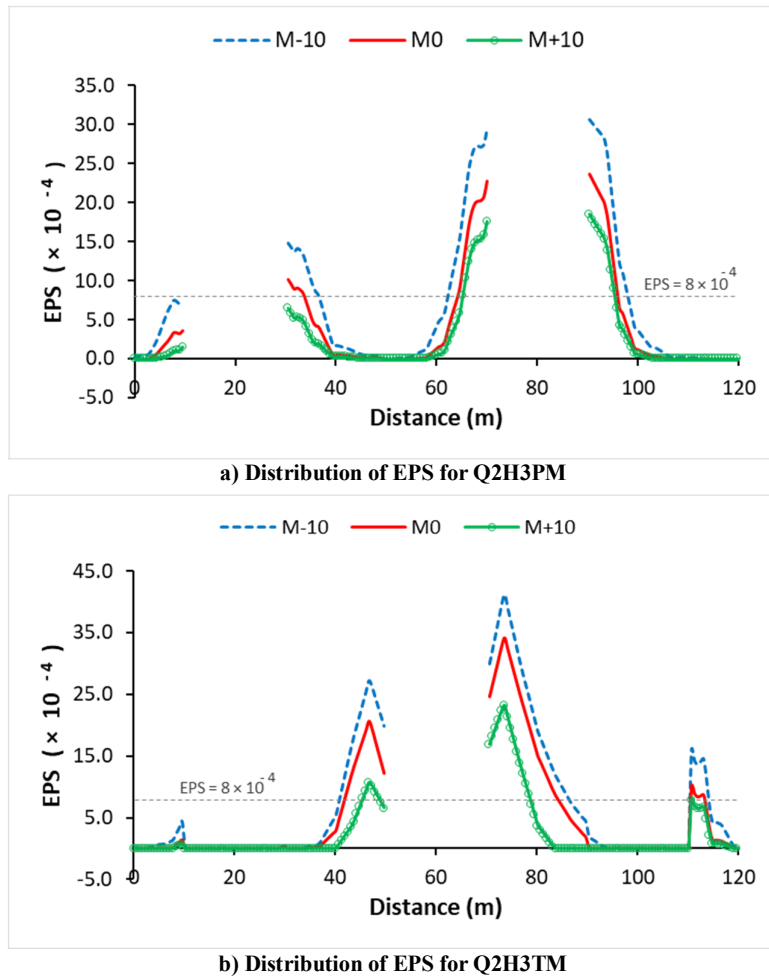 M-10 M0 M+10
35.0
30.0
25.0
20.0
15.0
10.0
5.0
0.0
-5.0
EPS ( × 10 ⁻⁴ )
EPS = 8 × 10⁻⁴
0 20 40 60 80 100 120
Distance (m)
a) Distribution of EPS for Q2H3PM
M-10 M0 M+10
45.0
35.0
25.0
15.0
5.0
-5.0
EPS ( × 10 ⁻⁴ )
EPS = 8 × 10⁻⁴
0 20 40 60 80 100 120
Distance (m)
b) Distribution of EPS for Q2H3TM